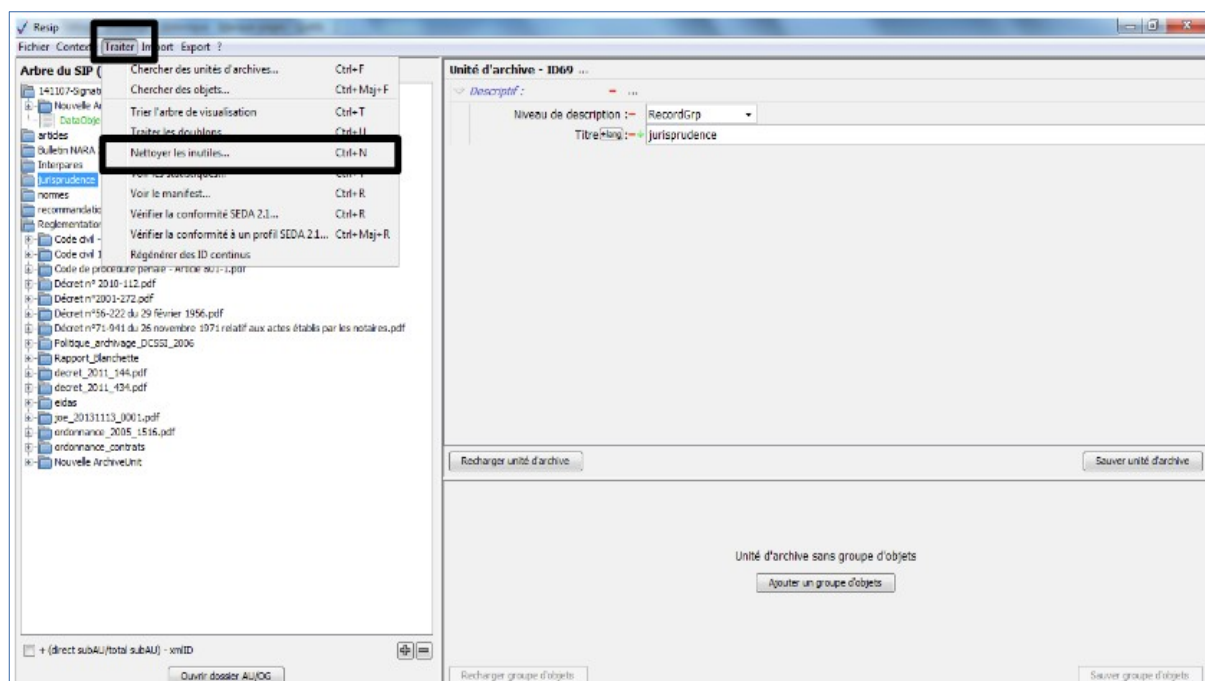 Resip
Fichier Context Traiter Import Export ?
Arbre du SIP (
141107-Signat
Nouvelle Ar
DataObje
articles
Bulletin NARA
Interpares
jurisprudence
normes
recommandatio
Reglementation
Code civil -
Code civil 1
Code de procédure pénale - Article 801-1.pdf
Décret n° 2010-112.pdf
Décret n°2001-272.pdf
Décret n°56-222 du 29 février 1956.pdf
Décret n°71-941 du 26 novembre 1971 relatif aux actes établis par les notaires.pdf
Politique_archivage_DCSSI_2006
Rapport_Blanchette
decret_2011_144.pdf
decret_2011_434.pdf
eidas
joe_20131113_0001.pdf
ordonnance_2005_1516.pdf
ordonnance_contrats
Nouvelle ArchiveUnit
+ (direct subAU/total subAU) - xmlID
Ouvrir dossier AU/OG
Chercher des unités d'archives... Ctrl+F
Chercher des objets... Ctrl+Maj+F
Trier l'arbre de visualisation Ctrl+T
Traiter les doublons Ctrl+U
Nettoyer les inutiles... Ctrl+N
Voir les statistiques...
Voir le manifest... Ctrl+R
Vérifier la conformité SEDA 2.1... Ctrl+R
Vérifier la conformité à un profil SEDA 2.1... Ctrl+Maj+R
Régénérer des ID continus
Unité d'archive - ID69 ...
Descriptif : - ...
Niveau de description :- RecordGrp
Titre +lang :-+ jurisprudence
Recharger unité d'archive Sauver unité d'archive
Unité d'archive sans groupe d'objets
Ajouter un groupe d'objets
Recharger groupe d'objets Sauver groupe d'objets